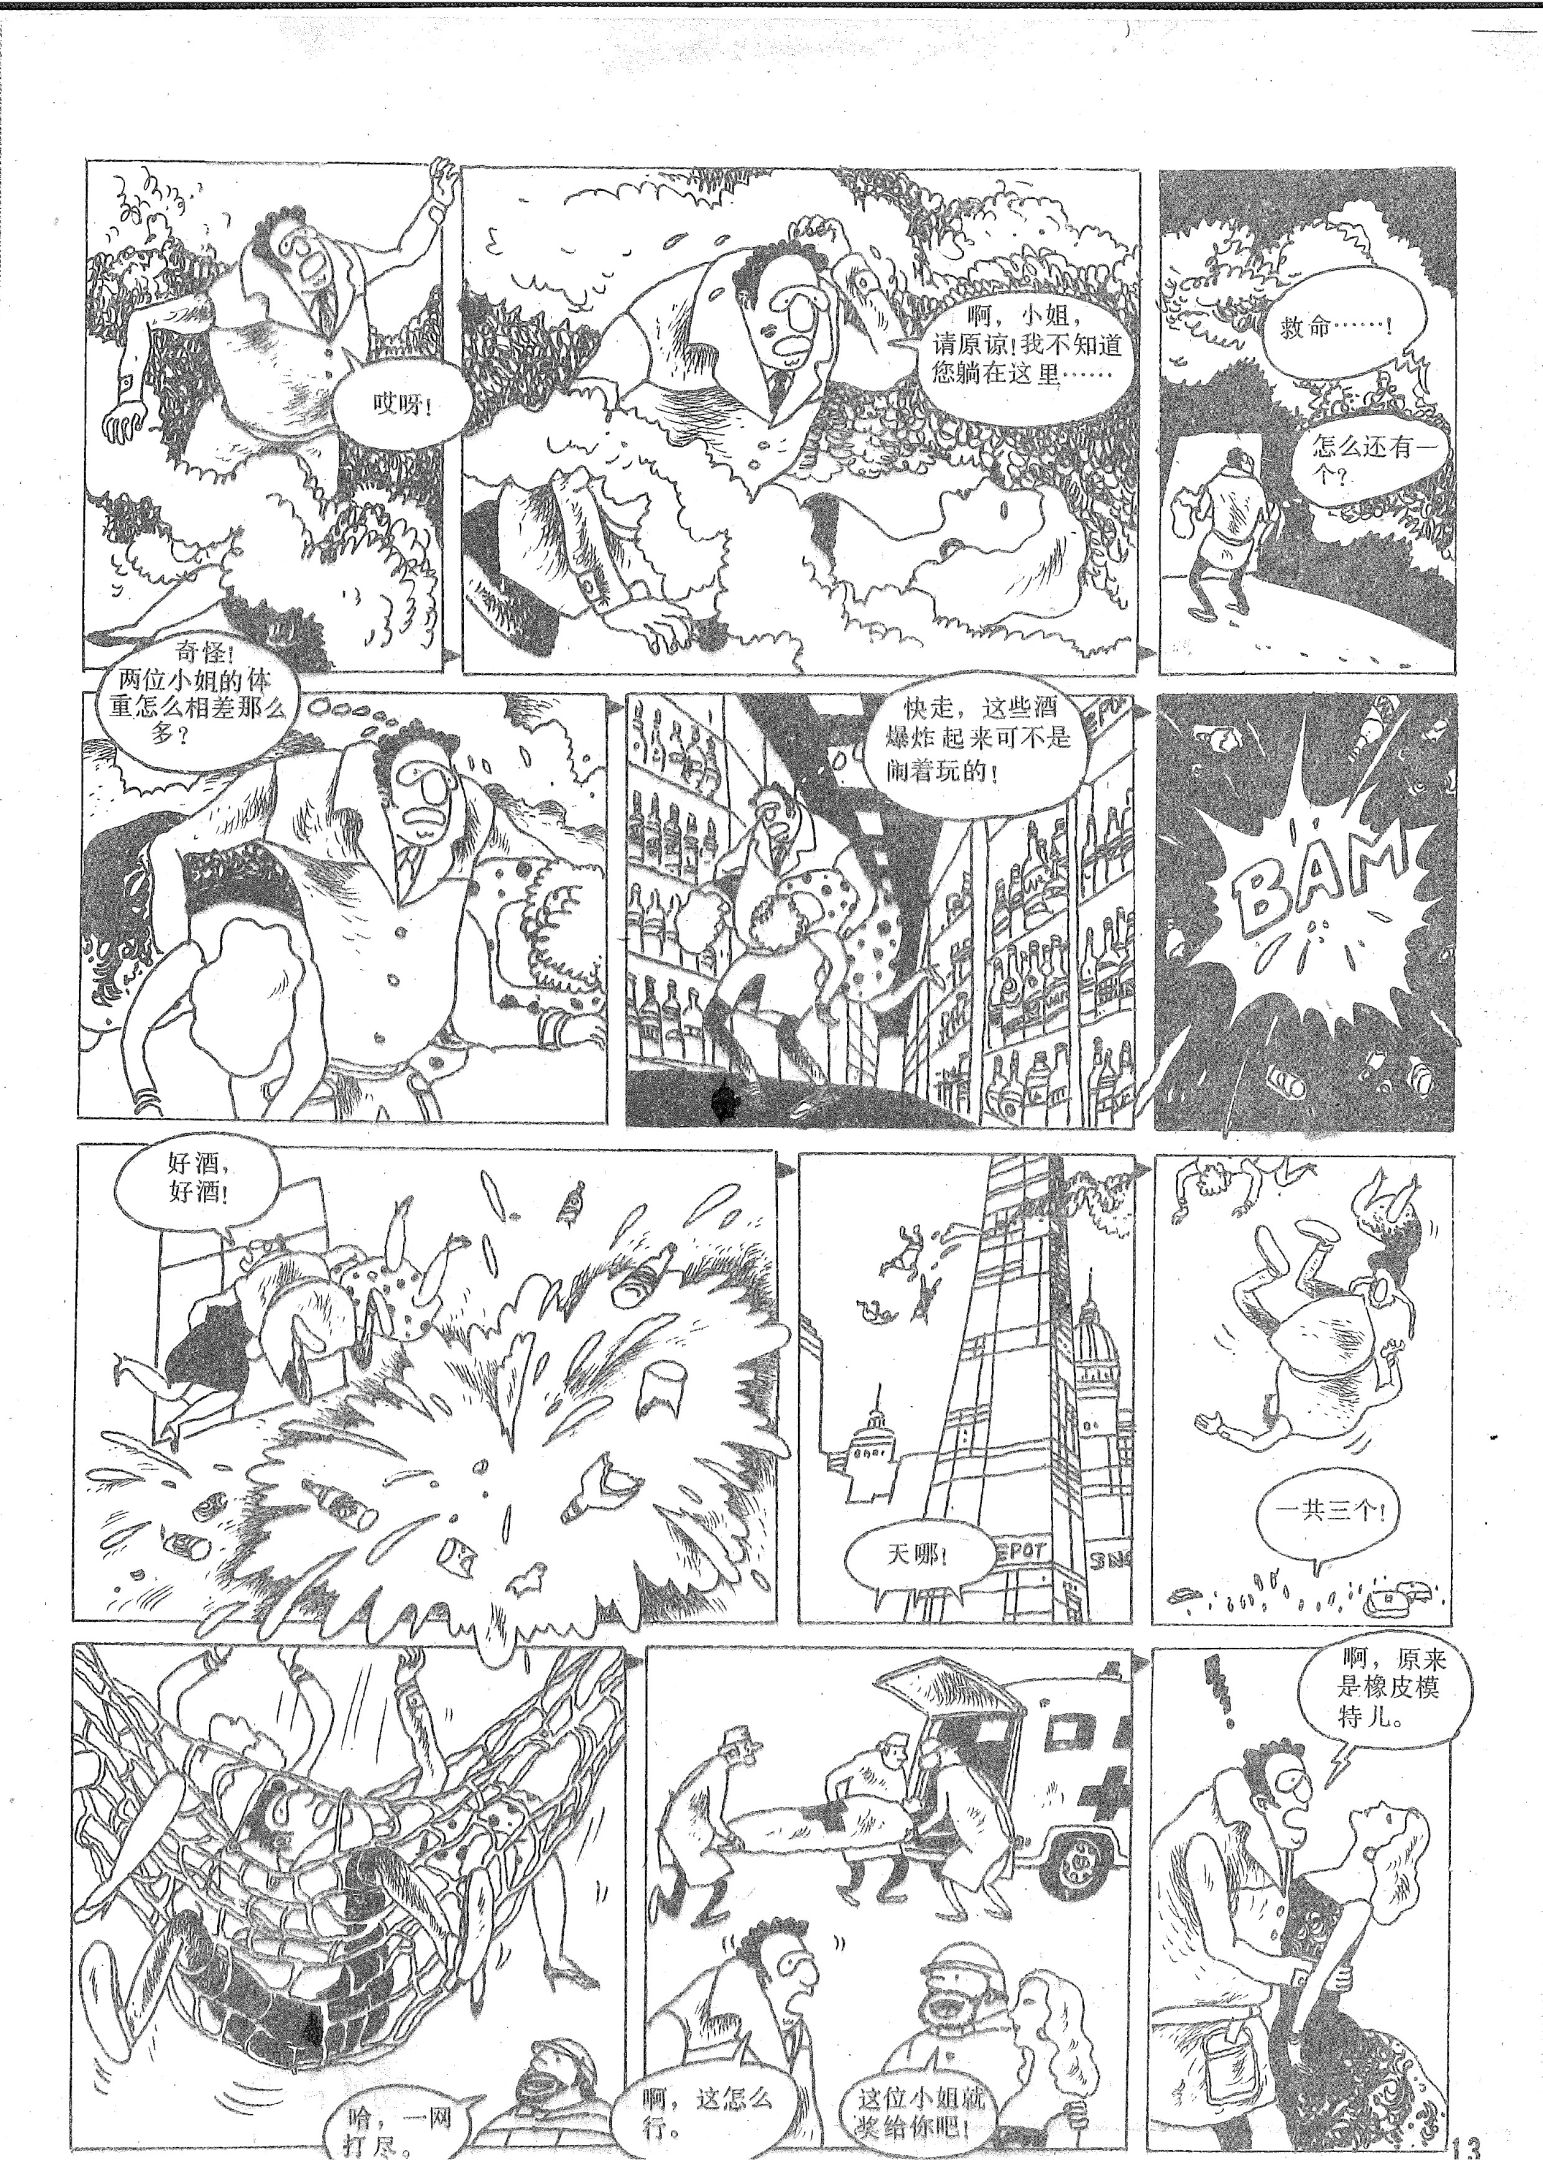 哎呀!
啊，小姐，
请原谅!我不知道
您躺在这里……
救命……!
怎么还有一
个?
奇怪!
两位小姐的体
重怎么相差那么
多?
快走，这些酒
爆炸起来可不是
闹着玩的!
EPOT
BAM
好酒，
好酒!
天哪!
EPOT
SNO
一共三个!
哈，一网
打尽。
啊，这怎么
行。
这位小姐就
奖给你吧!
啊，原来
是橡皮模
特儿。
13